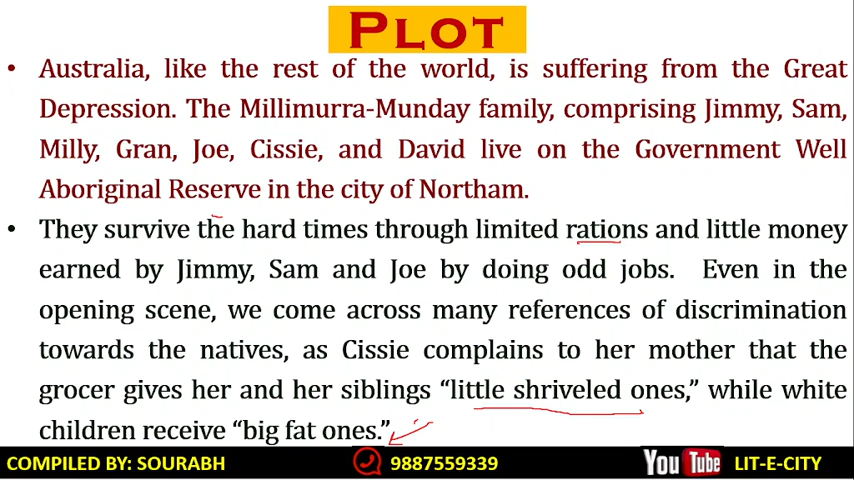 PLOT
• Australia, like the rest of the world, is suffering from the Great
Depression. The Millimurra-Munday family, comprising Jimmy, Sam,
Milly, Gran, Joe, Cissie, and David live on the Government Well
Aboriginal Reserve in the city of Northam.
• They survive the hard times through limited rations and little money
earned by Jimmy, Sam and Joe by doing odd jobs. Even in the
opening scene, we come across many references of discrimination
towards the natives, as Cissie complains to her mother that the
grocer gives her and her siblings “little shriveled ones,” while white
children receive “big fat ones.”
COMPILED BY: SOURABH 9887559339 YouTube LIT-E-CITY